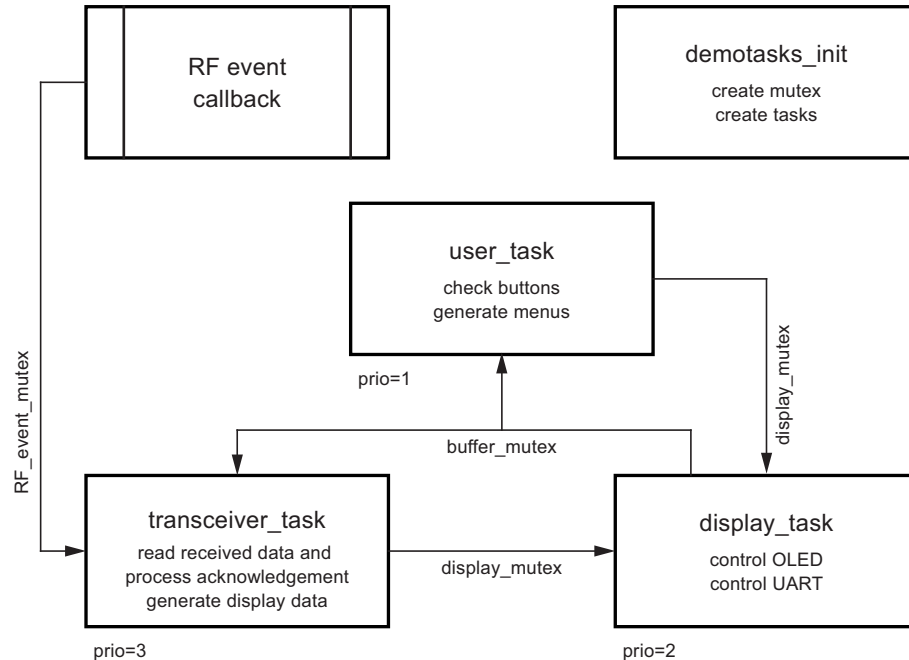 RF event
callback
demotasks_init
create mutex
create tasks
user_task
check buttons
generate menus
prio=1
RF_event_mutex
display_mutex
buffer_mutex
transceiver_task
read received data and
process acknowledgement
generate display data
display_mutex
display_task
control OLED
control UART
prio=3
prio=2